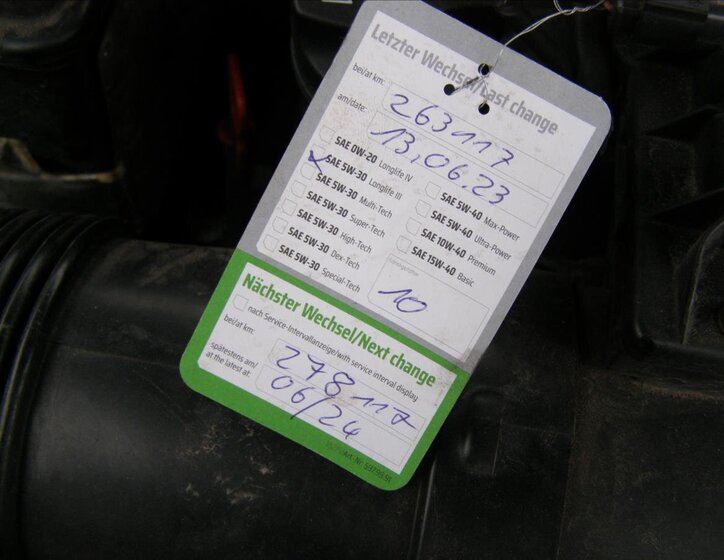 Letzter Wechsel/Last change
bei/at km: 263117
am/date: 13.06.23
SAE 0W-20 Longlife IV
SAE 5W-30 Longlife III
SAE 5W-30 Multi-Tech
SAE 5W-30 Super-Tech
SAE 5W-30 High-Tech
SAE 5W-30 Dex-Tech
SAE 5W-30 Special-Tech
SAE 5W-40 Max-Power
SAE 5W-40 Ultra-Power
SAE 10W-40 Premium
SAE 15W-40 Basic
10
Nächster Wechsel/Next change
nach Service-Intervallanzeige/with service interval display
bei/at km: 278117
spätestens am/
at the latest at: 06/24